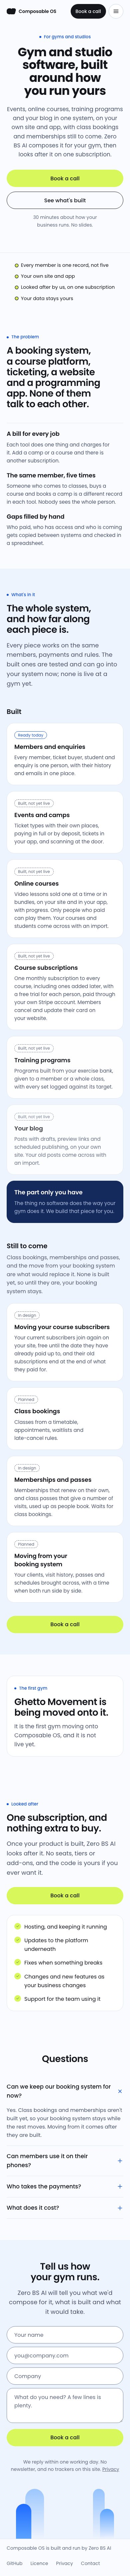 Composable OS
Book a call
For gyms and studios
Gym and studio
software, built
around how
you run yours
Events, online courses, training programs
and your blog in one system, on your
own site and app, with class bookings
and memberships still to come. Zero
BS AI composes it for your gym, then
looks after it on one subscription.
Book a call
See what's built
30 minutes about how your
business runs. No slides.
Every member is one record, not five
Your own site and app
Looked after by us, on one subscription
Your data stays yours
The problem
A booking system,
a course platform,
ticketing, a website
and a programming
app. None of them
talk to each other.
A bill for every job
Each tool does one thing and charges for
it. Add a camp or a course and there is
another subscription.
The same member, five times
Someone who comes to classes, buys a
course and books a camp is a different record
in each tool. Nobody sees the whole person.
Gaps filled by hand
Who paid, who has access and who is coming
gets copied between systems and checked in
a spreadsheet.
What's in it
The whole system,
and how far along
each piece is.
Every piece works on the same
members, payments and rules. The
built ones are tested and can go into
your system now; none is live at a
gym yet.
Built
Ready today
Members and enquiries
Every member, ticket buyer, student and
enquiry is one person, with their history
and emails in one place.
Built, not yet live
Events and camps
Ticket types with their own places,
paying in full or by deposit, tickets in
your app, and scanning at the door.
Built, not yet live
Online courses
Video lessons sold one at a time or in
bundles, on your site and in your app,
with progress. Only people who paid
can play them. Your courses and
students come across with an import.
Built, not yet live
Course subscriptions
One monthly subscription to every
course, including ones added later, with
a free trial for each person, paid through
your own Stripe account. Members
cancel and update their card on
your website.
Built, not yet live
Training programs
Programs built from your exercise bank,
given to a member or a whole class,
with every set logged against its target.
Built, not yet live
Your blog
Posts with drafts, preview links and
scheduled publishing, on your own
site. Your old posts come across with
an import.
The part only you have
The thing no software does the way your
gym does it. We build that piece for you.
Still to come
Class bookings, memberships and passes,
and the move from your booking system
are what would replace it. None is built
yet, so until they are, your booking
system stays.
In design
Moving your course subscribers
Your current subscribers join again on
your site, free until the date they have
already paid up to, and their old
subscriptions end at the end of what
they paid for.
Planned
Class bookings
Classes from a timetable,
appointments, waitlists and
late-cancel rules.
In design
Memberships and passes
Memberships that renew on their own,
and class passes that give a number of
visits, used up as people book. Waits for
class bookings.
Planned
Moving from your
booking system
Your clients, visit history, passes and
schedules brought across, with a time
when both run side by side.
Book a call
The first gym
Ghetto Movement is
being moved onto it.
It is the first gym moving onto
Composable OS, and it is not
live yet.
Looked after
One subscription, and
nothing extra to buy.
Once your product is built, Zero BS AI
looks after it. No seats, tiers or
add-ons, and the code is yours if you
ever want it.
Book a call
Hosting, and keeping it running
Updates to the platform
underneath
Fixes when something breaks
Changes and new features as
your business changes
Support for the team using it
Questions
Can we keep our booking system for
now?
Yes. Class bookings and memberships aren't
built yet, so your booking system stays while
the rest moves. Moving from it comes after
they are built.
Can members use it on their
phones?
Who takes the payments?
What does it cost?
Tell us how
your gym runs.
Zero BS AI will tell you what we'd
compose for it, what is built and what
it would take.
Your name
you@company.com
Company
What do you need? A few lines is
plenty.
Book a call
We reply within one working day. No
newsletter, and no trackers on this site. Privacy
Composable OS is built and run by Zero BS AI
GitHub
Licence
Privacy
Contact